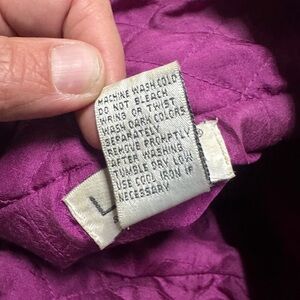 MACHINE WASH COLD
DO NOT BLEACH
WRING OR TWIST
WASH DARK COLORS
SEPARATELY
REMOVE PROMPTLY
AFTER WASHING
TUMBLE DRY LOW
USE COOL IRON IF
NECESSARY
L